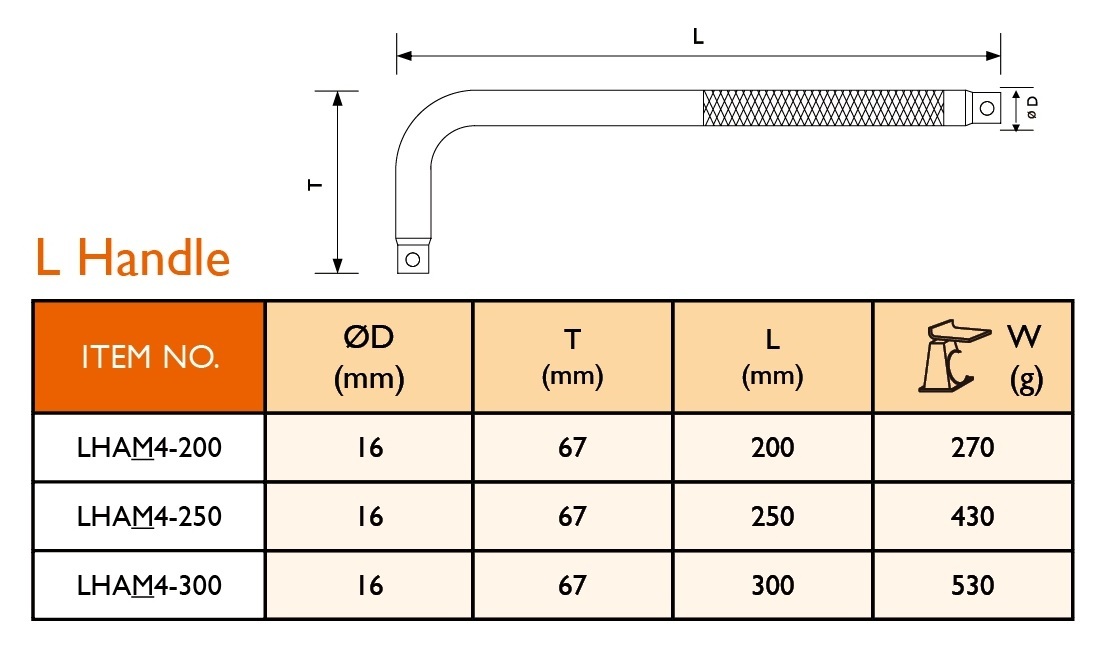 L
T
øD
L Handle
ITEM NO. ØD (mm) T (mm) L (mm) W (g)
LHAM4-200 16 67 200 270
LHAM4-250 16 67 250 430
LHAM4-300 16 67 300 530